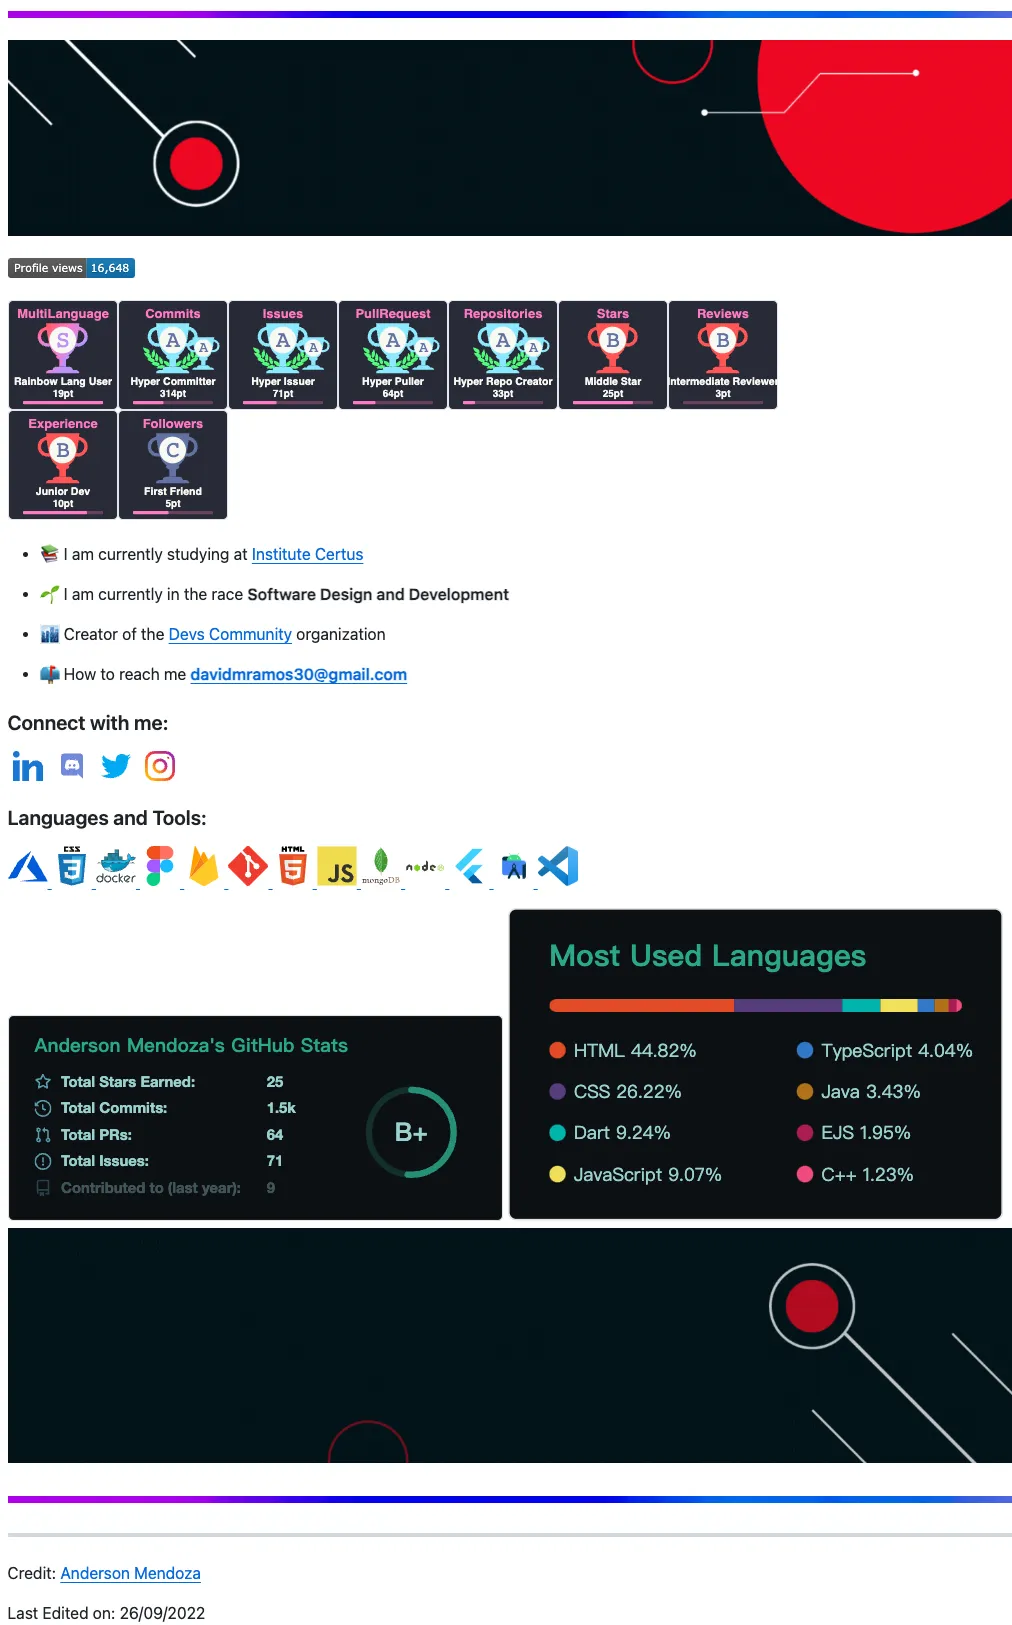 Profile views 16,648
MultiLanguage Commits Issues PullRequest Repositories Stars Reviews
S A A A A A A A A B B
Rainbow Lang User Hyper Committer Hyper Issuer Hyper Puller Hyper Repo Creator Middle Star Intermediate Reviewer
19pt 314pt 71pt 64pt 33pt 25pt 3pt
Experience Followers
B C
Junior Dev First Friend
10pt 5pt
I am currently studying at Institute Certus
I am currently in the race Software Design and Development
Creator of the Devs Community organization
How to reach me davidmramos30@gmail.com
Connect with me:
in
Languages and Tools:
CSS 3 docker HTML 5 JS mongoDB node
Most Used Languages
HTML 44.82% TypeScript 4.04%
CSS 26.22% Java 3.43%
Dart 9.24% EJS 1.95%
JavaScript 9.07% C++ 1.23%
Anderson Mendoza's GitHub Stats
Total Stars Earned: 25
Total Commits: 1.5k
Total PRs: 64
Total Issues: 71
Contributed to (last year): 9
B+
Credit: Anderson Mendoza
Last Edited on: 26/09/2022